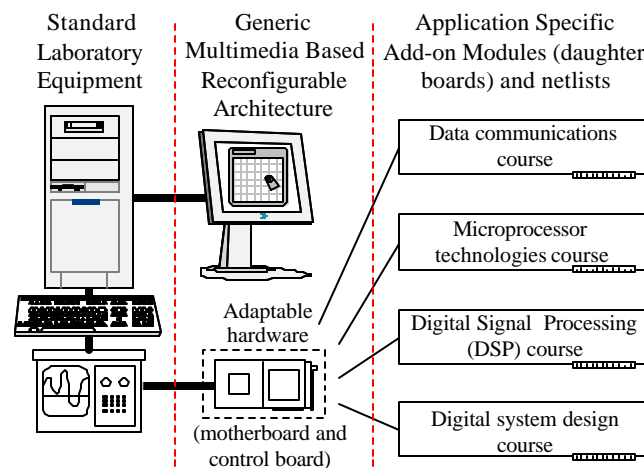 Standard
Laboratory
Equipment
Generic
Multimedia Based
Reconfigurable
Architecture
Application Specific
Add-on Modules (daughter
boards) and netlists
Data communications
course
Microprocessor
technologies course
Adaptable
hardware
Digital Signal Processing
(DSP) course
(motherboard and
control board)
Digital system design
course